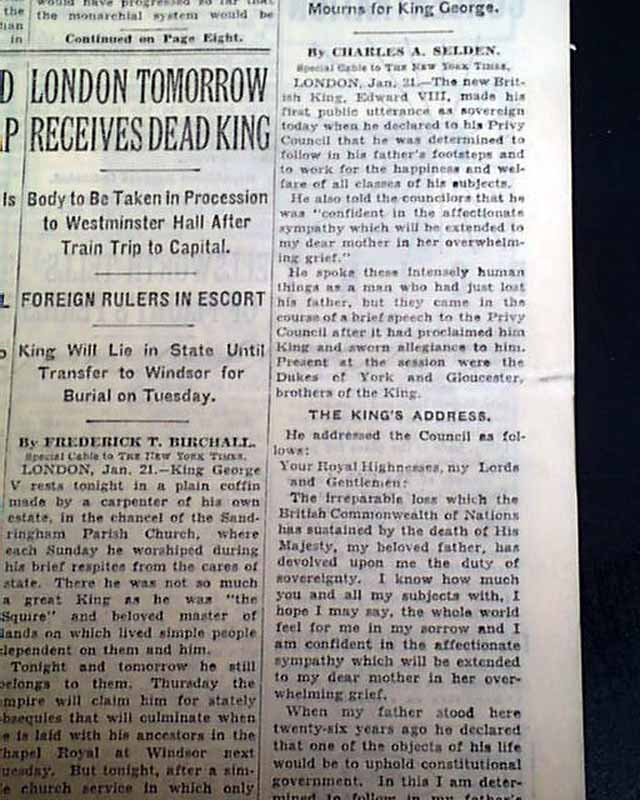 would have progressed so far that
the monarchial system would be
Continued on Page Eight.
the
han
in
D
P
Is
L
LONDON TOMORROW
RECEIVES DEAD KING
Body to Be Taken in Procession
to Westminster Hall After
Train Trip to Capital.
FOREIGN RULERS IN ESCORT
King Will Lie in State Until
Transfer to Windsor for
Burial on Tuesday.
By FREDERICK T. BIRCHALL.
Special Cable to THE NEW YORK TIMES.
LONDON, Jan. 21.—King George
V rests tonight in a plain coffin
made by a carpenter of his own
estate, in the chancel of the Sand-
ringham Parish Church, where
each Sunday he worshiped during
his brief respites from the cares of
state. There he was not so much
a great King as he was "the
Squire" and beloved master of
lands on which lived simple people
dependent on them and him.
Tonight and tomorrow he still
belongs to them. Thursday the
mpire will claim him for stately
bsequies that will culminate when
e is laid with his ancestors in the
hapel Royal at Windsor next
uesday. But tonight, after a sim-
e church service in which only
Mourns for King George.
By CHARLES A. SELDEN.
Special Cable to THE NEW YORK TIMES.
LONDON, Jan. 21.—The new Brit-
ish King, Edward VIII, made his
first public utterance as sovereign
today when he declared to his Privy
Council that he was determined to
follow in his father's footsteps and
to work for the happiness and wel-
fare of all classes of his subjects.
He also told the councilors that he
was "confident in the affectionate
sympathy which will be extended to
my dear mother in her overwhelm-
ing grief."
He spoke these intensely human
things as a man who had just lost
his father, but they came in the
course of a brief speech to the Privy
Council after it had proclaimed him
King and sworn allegiance to him.
Present at the session were the
Dukes of York and Gloucester,
brothers of the King.
THE KING'S ADDRESS.
He addressed the Council as fol-
lows:
Your Royal Highnesses, my Lords
and Gentlemen:
The irreparable loss which the
British Commonwealth of Nations
has sustained by the death of His
Majesty, my beloved father, has
devolved upon me the duty of
sovereignty. I know how much
you and all my subjects with, I
hope I may say, the whole world
feel for me in my sorrow and I
am confident in the affectionate
sympathy which will be extended
to my dear mother in her over-
whelming grief.
When my father stood here
twenty-six years ago he declared
that one of the objects of his life
would be to uphold constitutional
government. In this I am deter-
mined to follow in my father's